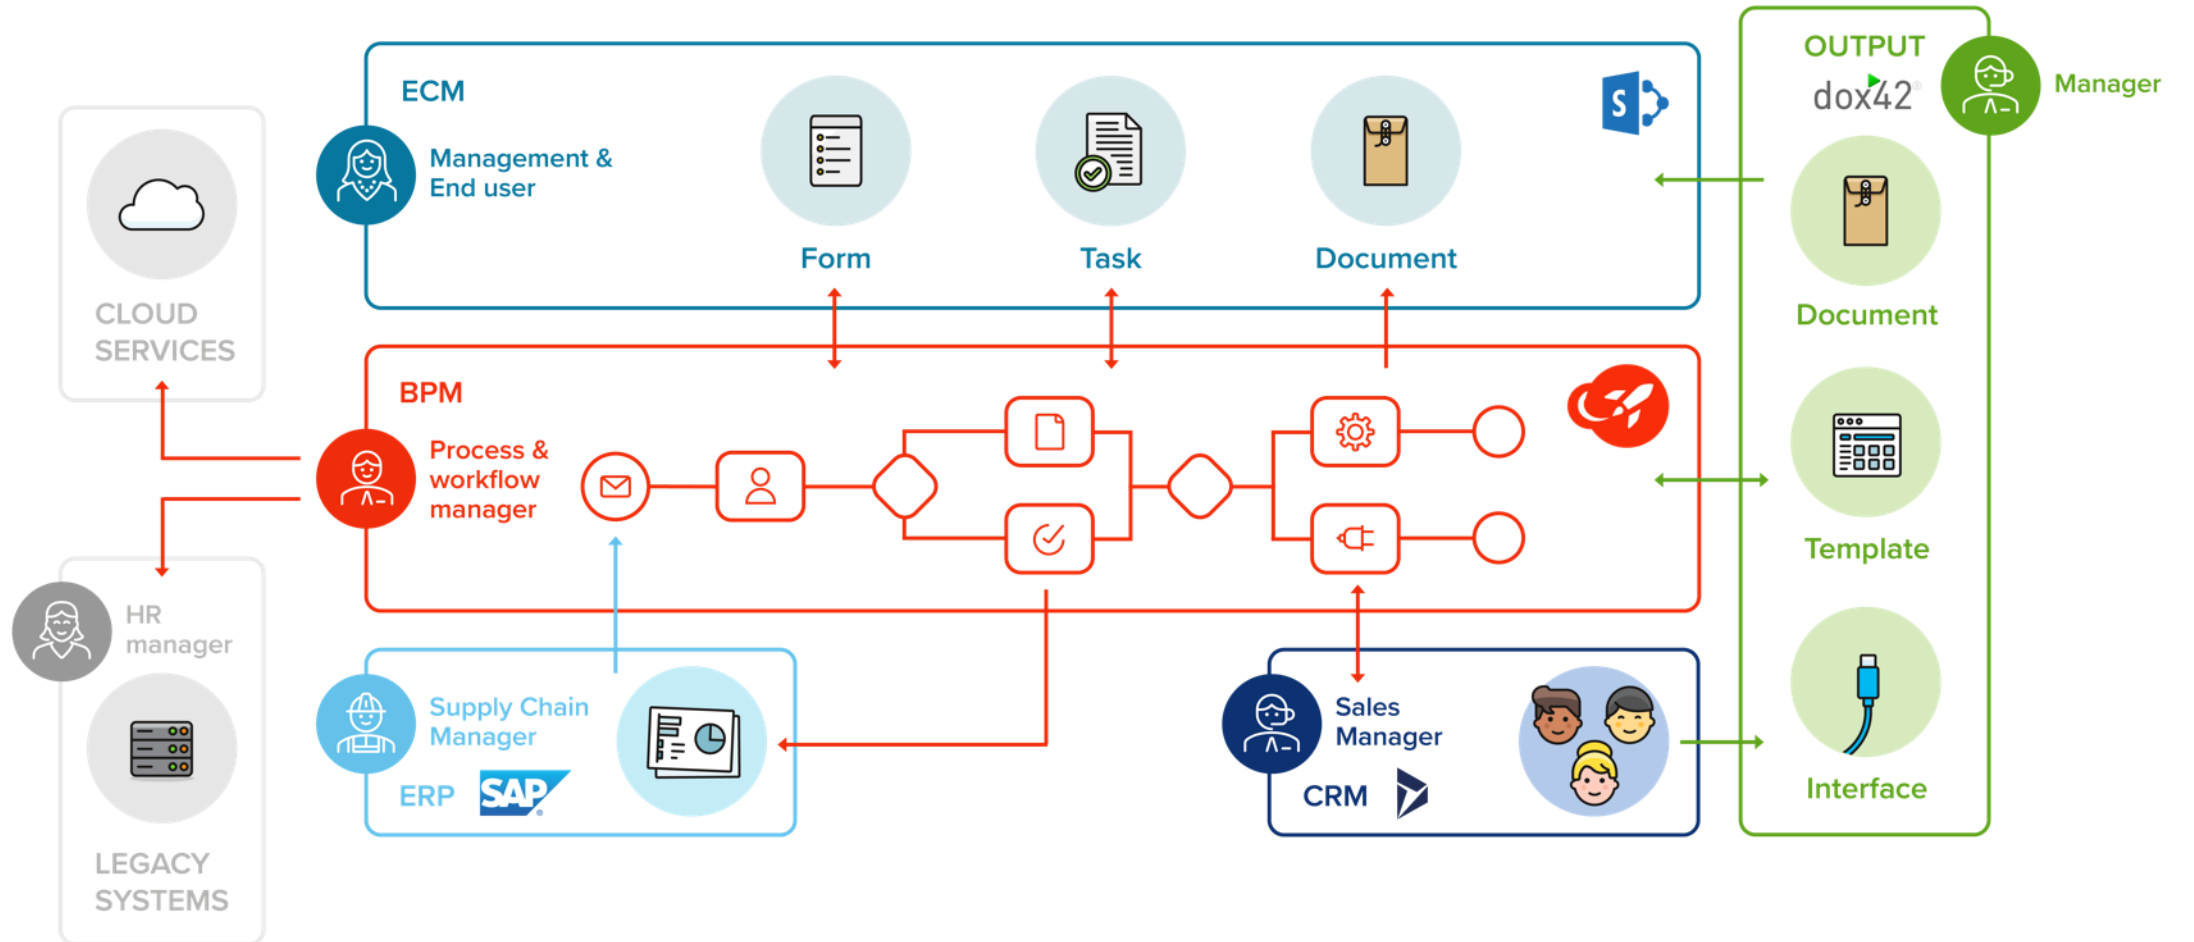 ECM
Management &
End user
Form
Task
Document
S
OUTPUT
dox42®
Manager
Document
Template
Interface
CLOUD
SERVICES
BPM
Process &
workflow
manager
HR
manager
LEGACY
SYSTEMS
Supply Chain
Manager
ERP
SAP®
Sales
Manager
CRM